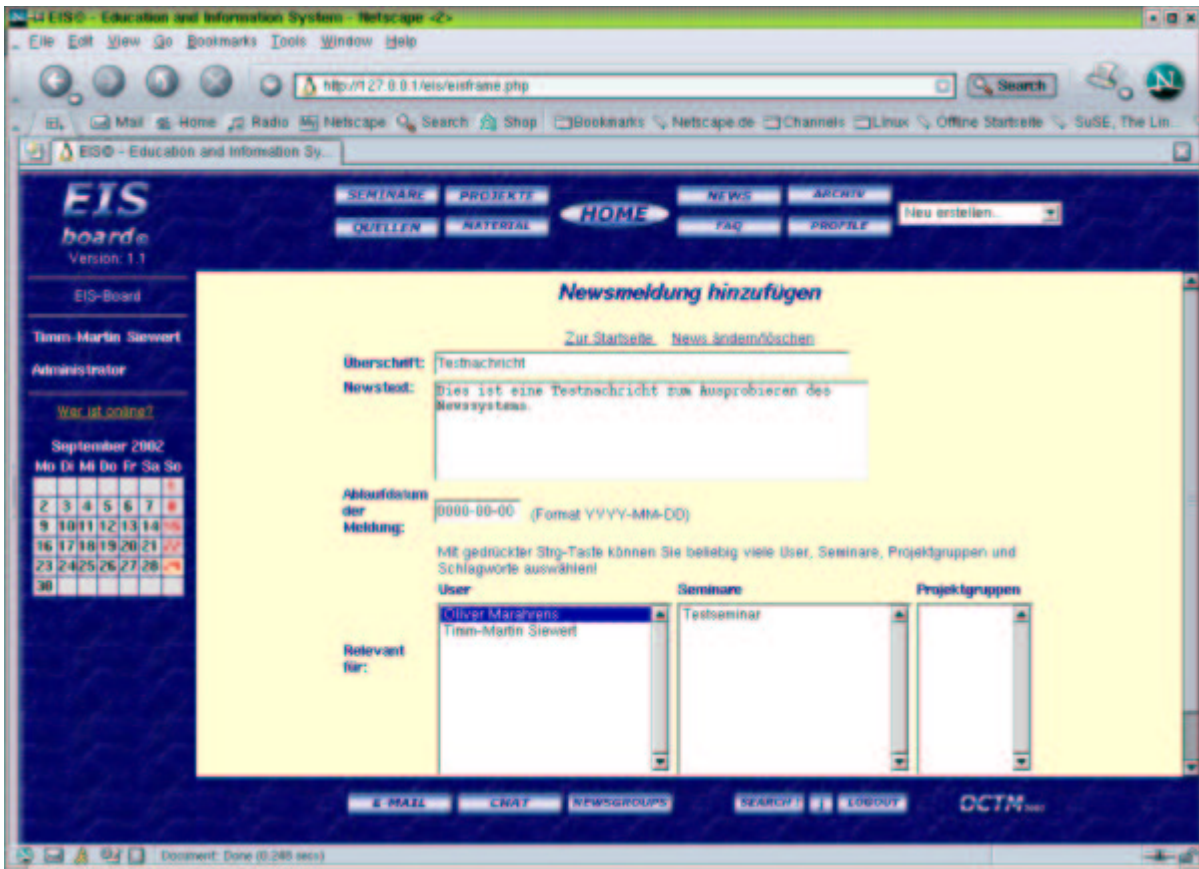 EIS© - Education and Information System - Netscape <2>
File Edit View Go Bookmarks Tools Window Help
http://127.0.0.1/eis/eisframe.php Search
Mail Home Radio Netscape Search Shop Bookmarks Netscape.de Channels Linux Offline Startseite SuSE, The Lin...
EIS© - Education and Information Sy...
EIS
board©
Version: 1.1
SEMINARE PROJEKTE HOME NEWS ARCHIV
QUELLEN MATERIAL FAQ PROFILE
Neu erstellen...
EIS-Board
Timm-Martin Siewert
Administrator
Wer ist online?
September 2002
Mo Di Mi Do Fr Sa So
1
2 3 4 5 6 7 8
9 10 11 12 13 14 15
16 17 18 19 20 21 22
23 24 25 26 27 28 29
30
Newsmeldung hinzufügen
Zur Startseite News ändern/löschen
Überschrift: Testnachricht
Newstext: Dies ist eine Testnachricht zum Ausprobieren des
Newssystems.
Ablaufdatum
der
Meldung:
0000-00-00 (Format YYYY-MM-DD)
Mit gedrückter Strg-Taste können Sie beliebig viele User, Seminare, Projektgruppen und
Schlagworte auswählen!
User Seminare Projektgruppen
Relevant
für:
Oliver Marahrens Testseminar
Timm-Martin Siewert
E-MAIL CHAT NEWSGROUPS SEARCH ! i LOGOUT OCTM
Document: Done (0.246 secs)